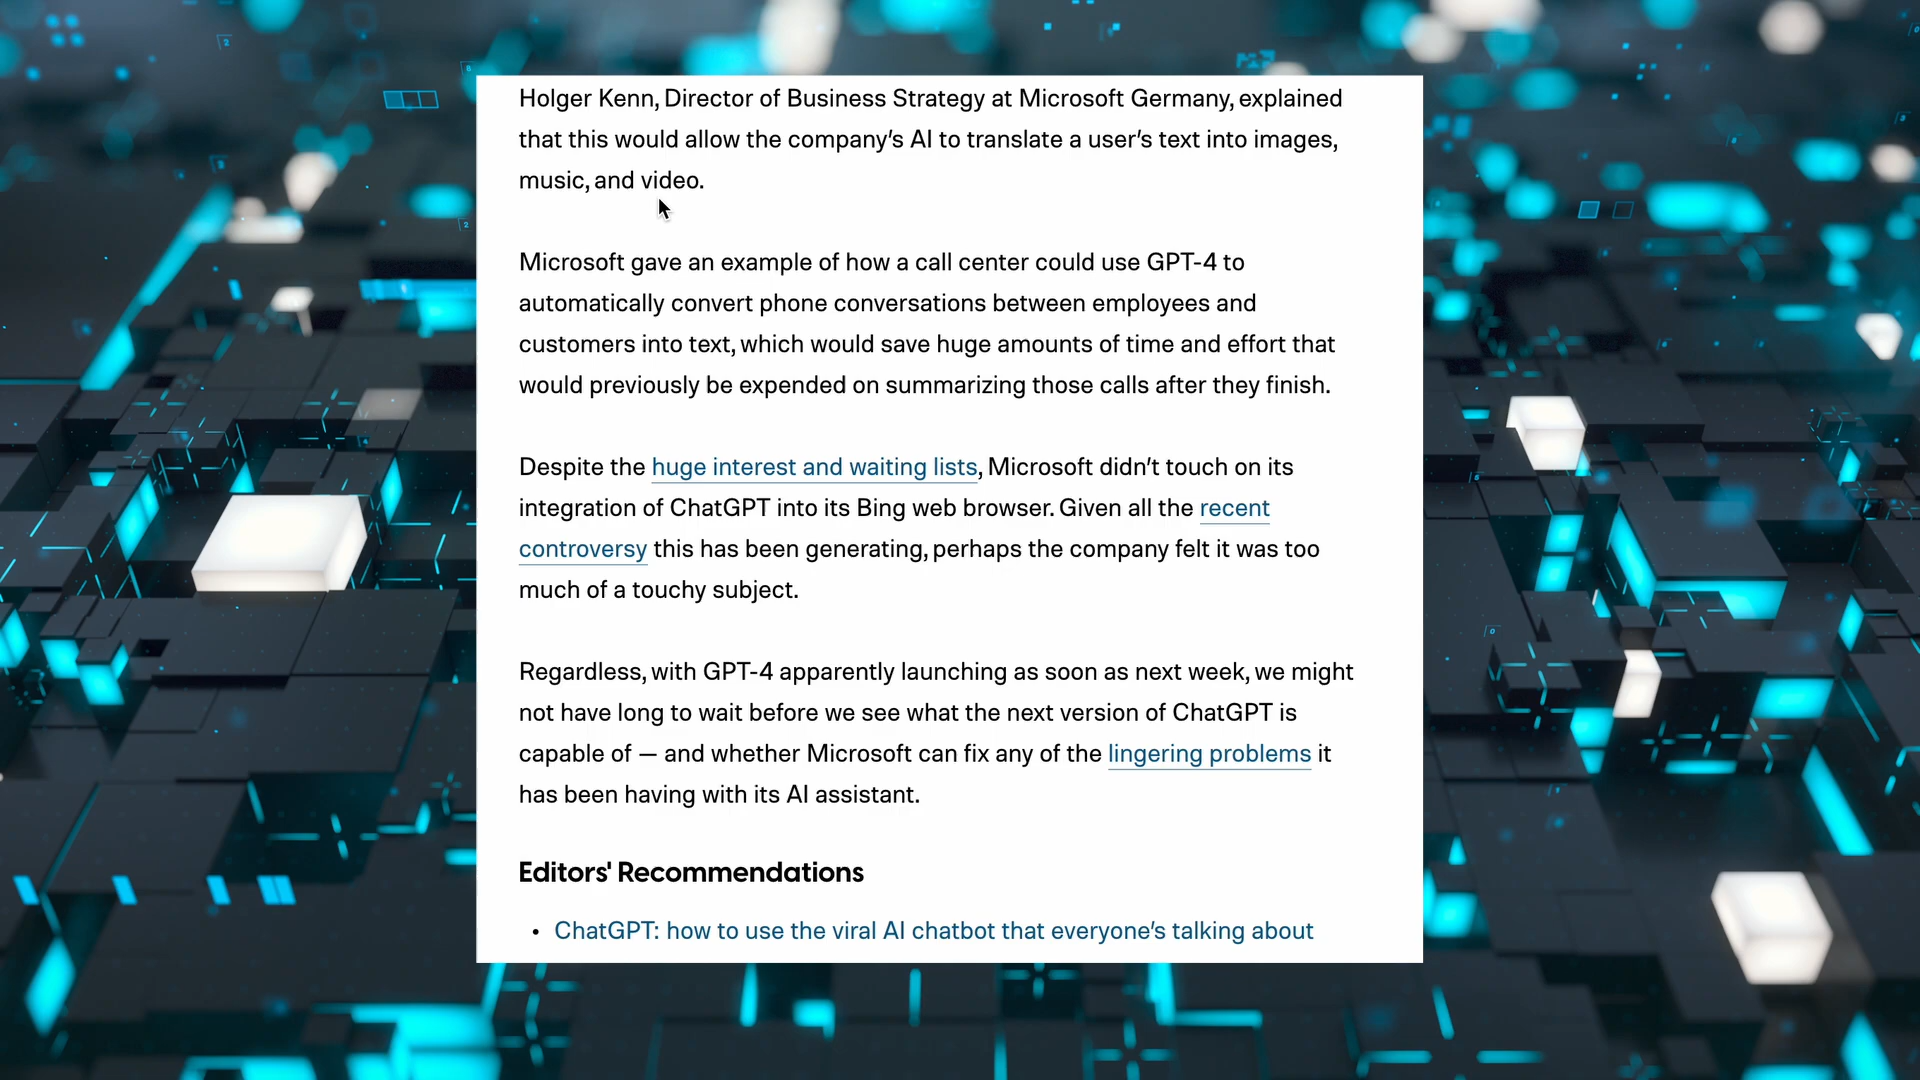 Holger Kenn, Director of Business Strategy at Microsoft Germany, explained
that this would allow the company's AI to translate a user's text into images,
music, and video.
Microsoft gave an example of how a call center could use GPT-4 to
automatically convert phone conversations between employees and
customers into text, which would save huge amounts of time and effort that
would previously be expended on summarizing those calls after they finish.
Despite the huge interest and waiting lists, Microsoft didn't touch on its
integration of ChatGPT into its Bing web browser. Given all the recent
controversy this has been generating, perhaps the company felt it was too
much of a touchy subject.
Regardless, with GPT-4 apparently launching as soon as next week, we might
not have long to wait before we see what the next version of ChatGPT is
capable of — and whether Microsoft can fix any of the lingering problems it
has been having with its AI assistant.
Editors' Recommendations
• ChatGPT: how to use the viral AI chatbot that everyone's talking about